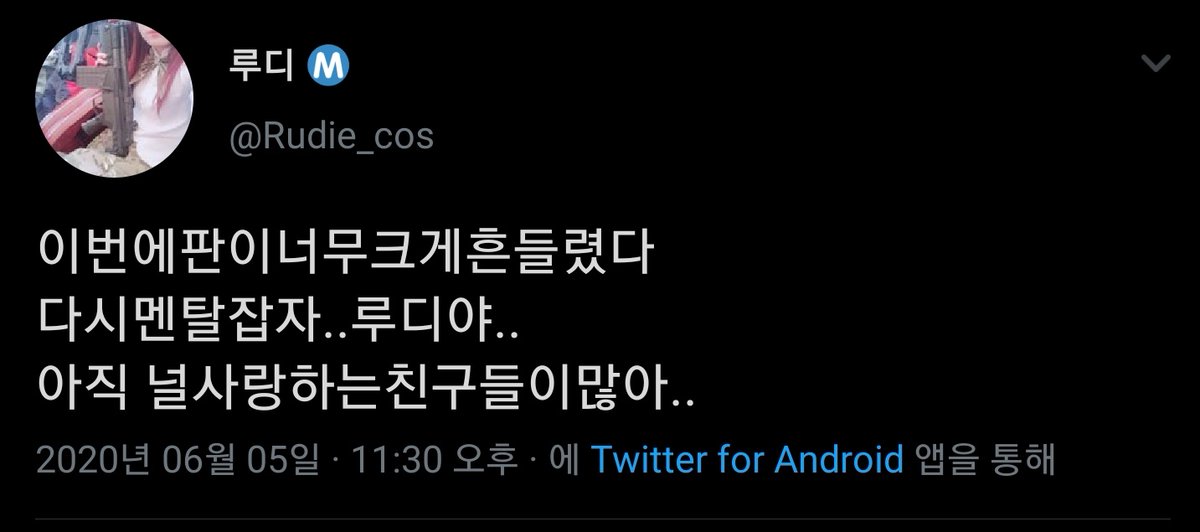 루디 Ⓜ️
@Rudie_cos
이번에판이너무크게흔들렸다
다시멘탈잡자..루디야..
아직 널사랑하는친구들이많아..
2020년 06월 05일 · 11:30 오후 · 에 Twitter for Android 앱을 통해